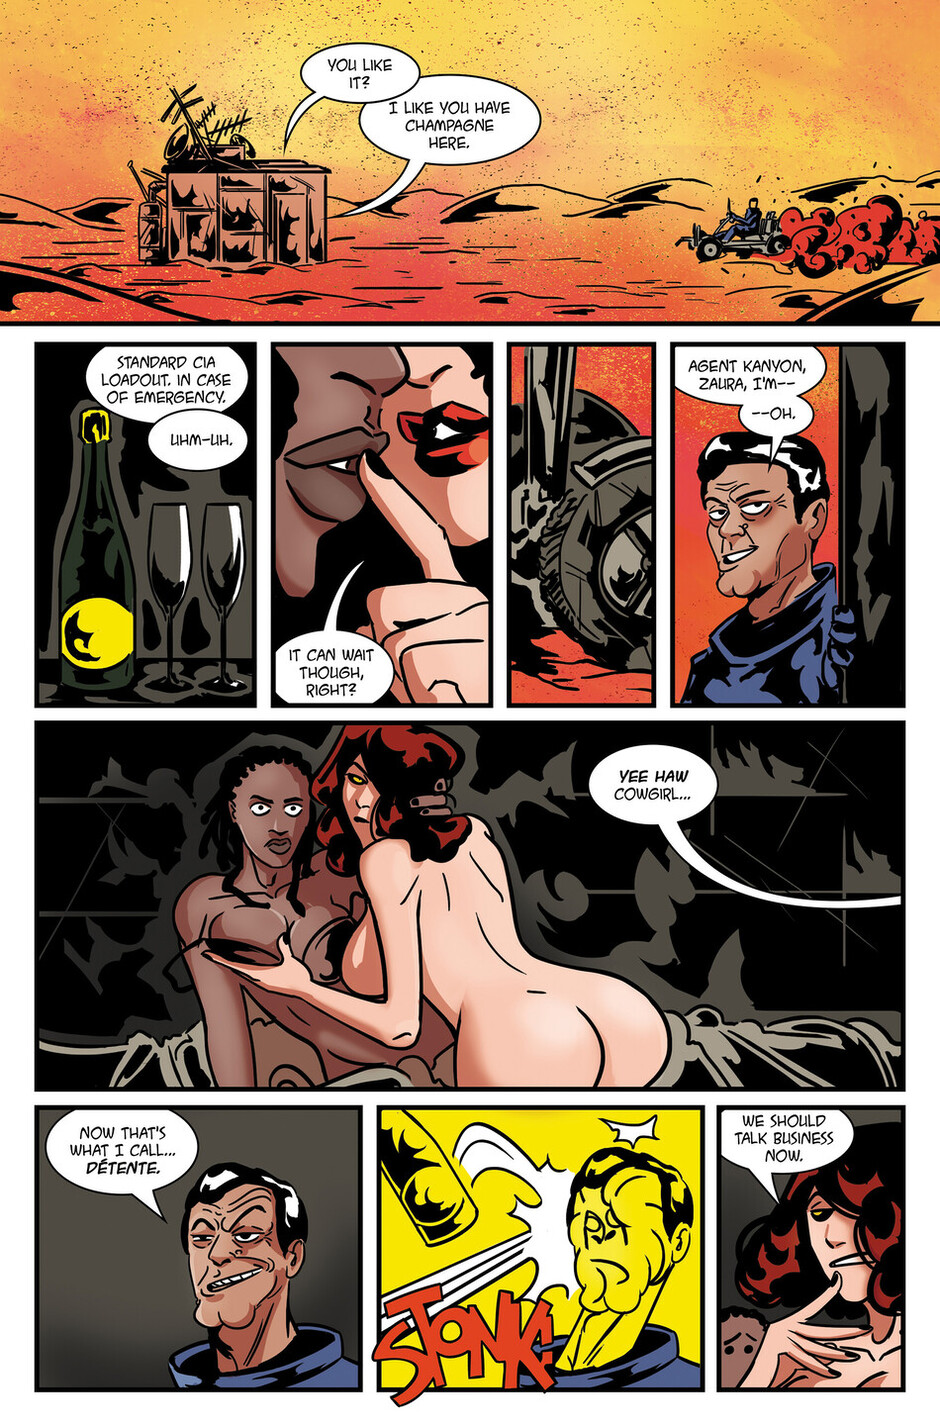 YOU LIKE
IT?
I LIKE YOU HAVE
CHAMPAGNE
HERE.
STANDARD CIA
LOADOUT. IN CASE
OF EMERGENCY.
UHM-UH.
IT CAN WAIT
THOUGH,
RIGHT?
AGENT KANYON,
ZAURA, I'M--
--OH.
YEE HAW
COWGIRL...
NOW THAT'S
WHAT I CALL...
DÉTENTE.
STONK!
WE SHOULD
TALK BUSINESS
NOW.